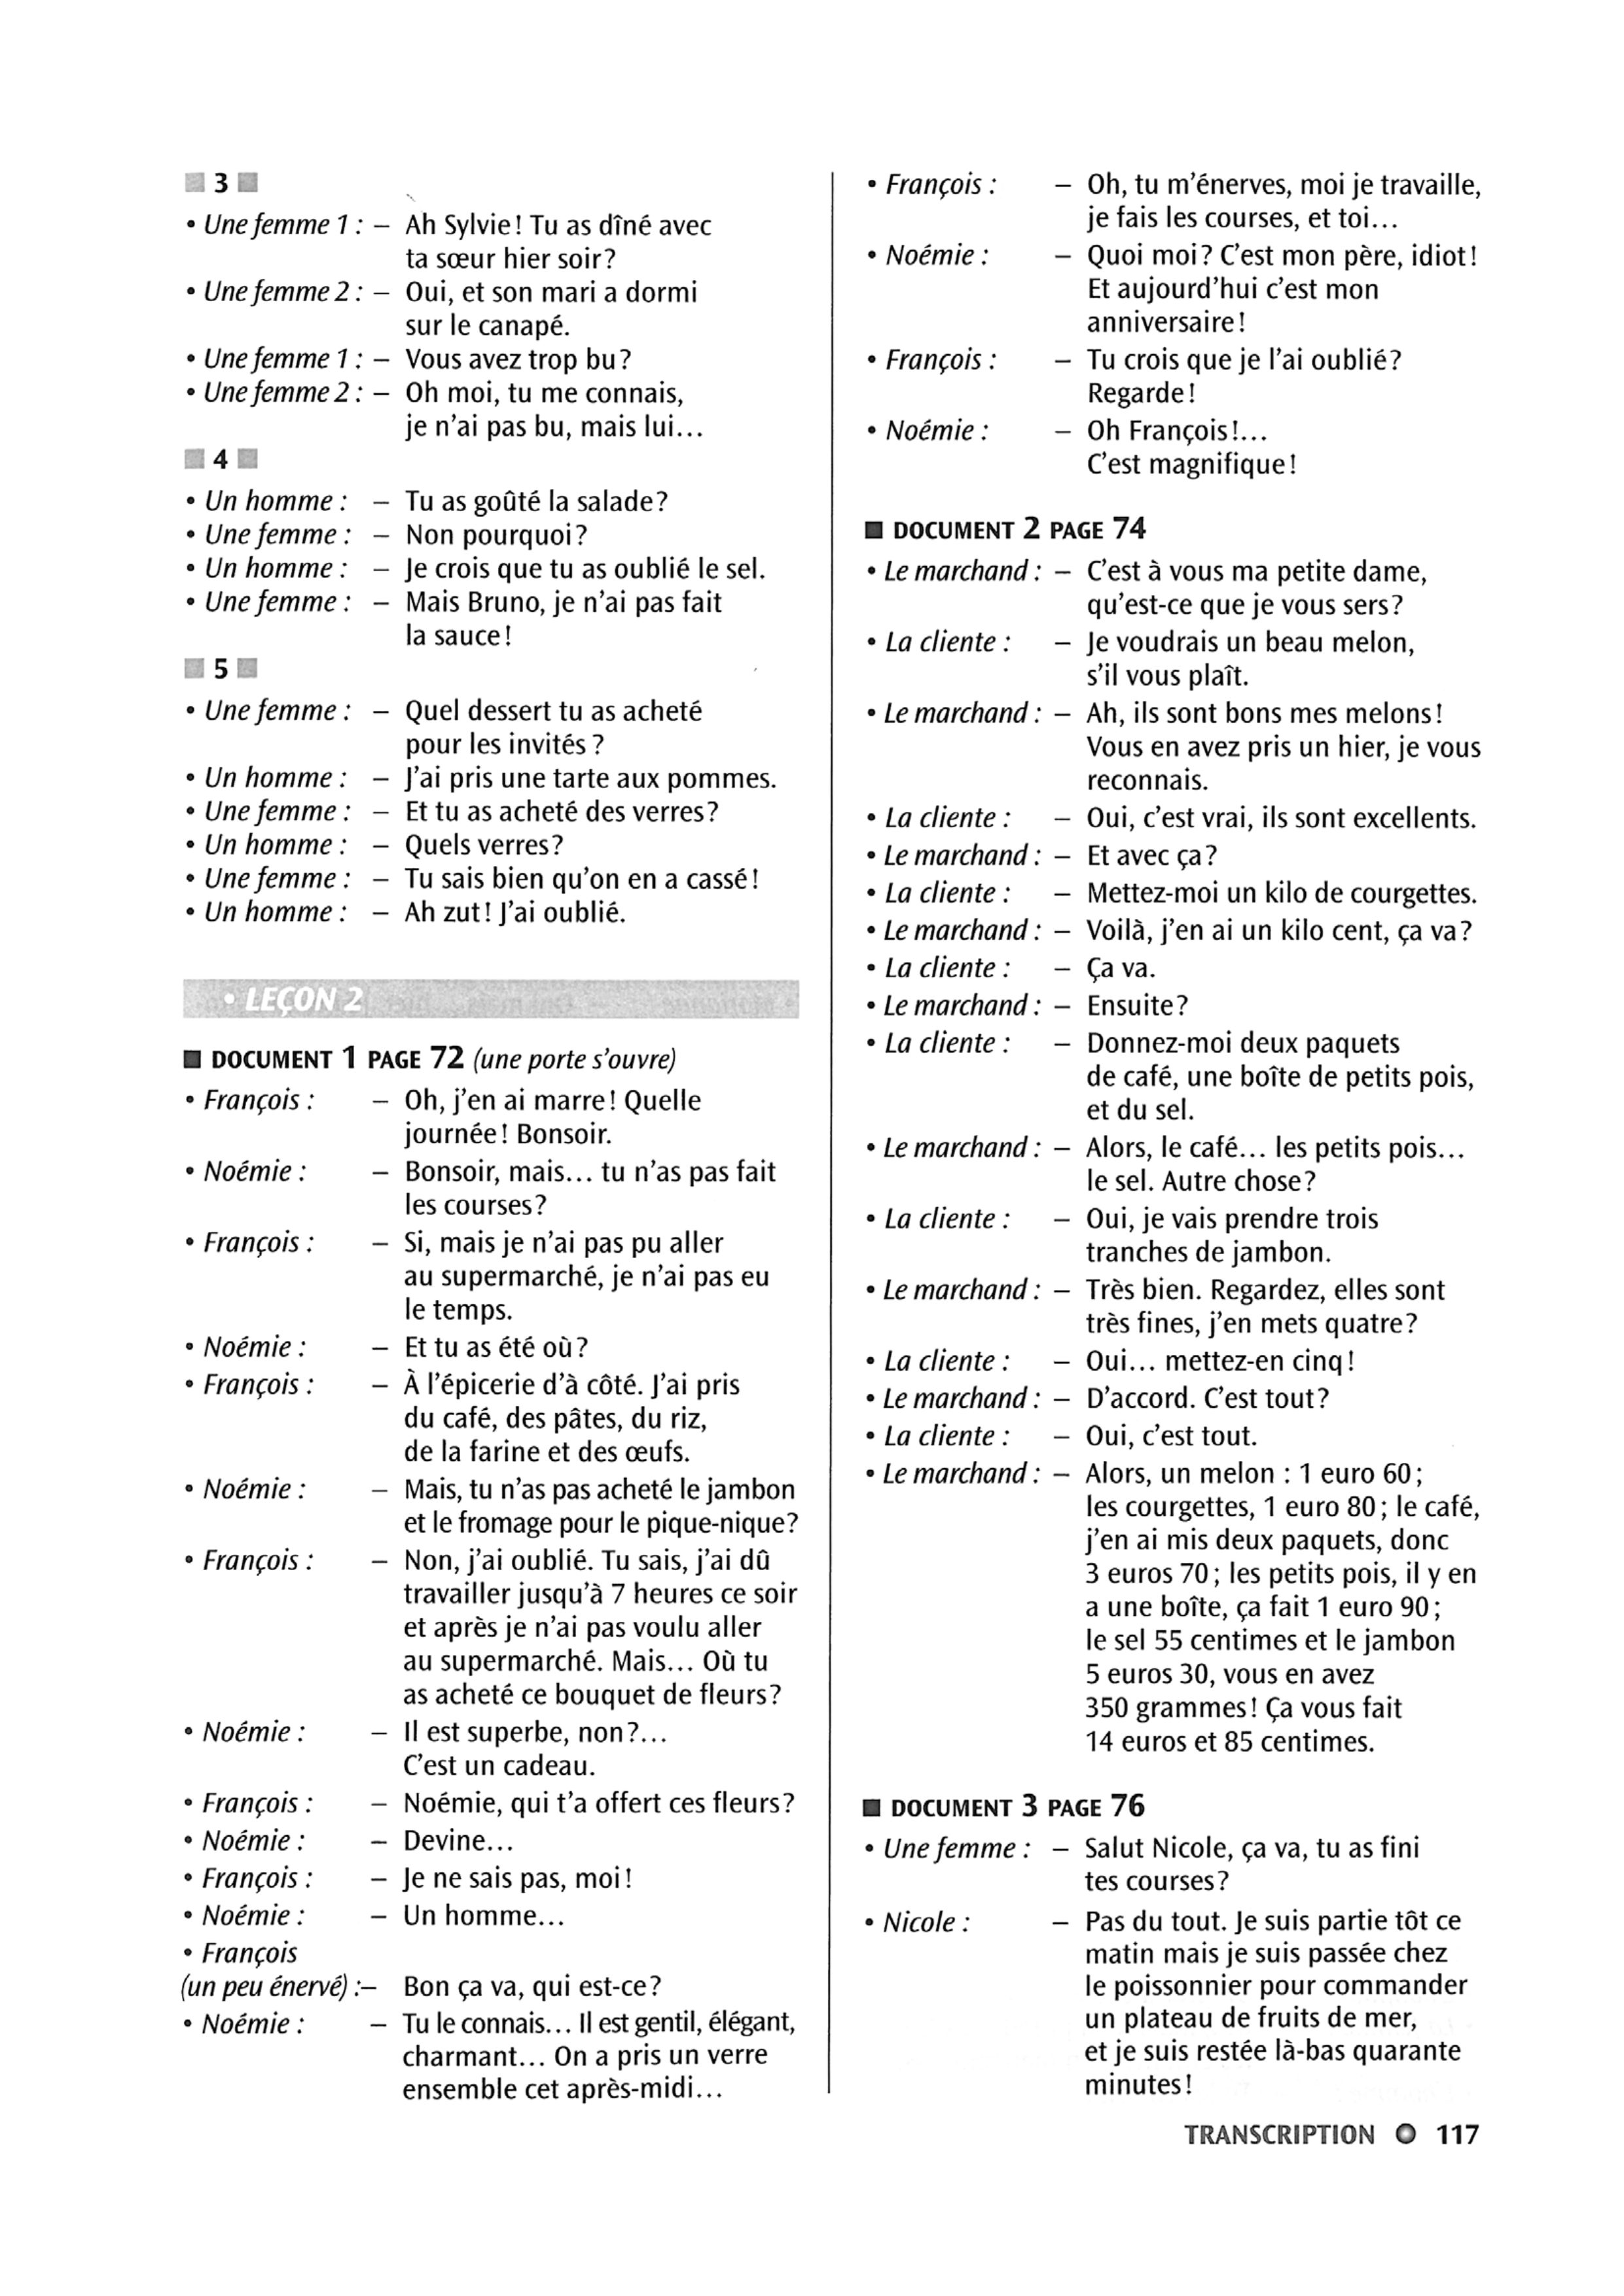 3
• Une femme 1 : – Ah Sylvie! Tu as dîné avec
ta sœur hier soir?
• Une femme 2 : – Oui, et son mari a dormi
sur le canapé.
• Une femme 1 : – Vous avez trop bu?
• Une femme 2 : – Oh moi, tu me connais,
je n'ai pas bu, mais lui...
4
• Un homme : – Tu as goûté la salade?
• Une femme : – Non pourquoi?
• Un homme : – Je crois que tu as oublié le sel.
• Une femme : – Mais Bruno, je n'ai pas fait
la sauce!
5
• Une femme : – Quel dessert tu as acheté
pour les invités ?
• Un homme : – J'ai pris une tarte aux pommes.
• Une femme : – Et tu as acheté des verres?
• Un homme : – Quels verres?
• Une femme : – Tu sais bien qu'on en a cassé!
• Un homme : – Ah zut! J'ai oublié.
• LEÇON 2
■ DOCUMENT 1 PAGE 72 (une porte s'ouvre)
• François : – Oh, j'en ai marre! Quelle
journée! Bonsoir.
• Noémie : – Bonsoir, mais... tu n'as pas fait
les courses?
• François : – Si, mais je n'ai pas pu aller
au supermarché, je n'ai pas eu
le temps.
• Noémie : – Et tu as été où?
• François : – À l'épicerie d'à côté. J'ai pris
du café, des pâtes, du riz,
de la farine et des œufs.
• Noémie : – Mais, tu n'as pas acheté le jambon
et le fromage pour le pique-nique?
• François : – Non, j'ai oublié. Tu sais, j'ai dû
travailler jusqu'à 7 heures ce soir
et après je n'ai pas voulu aller
au supermarché. Mais... Où tu
as acheté ce bouquet de fleurs?
• Noémie : – Il est superbe, non?...
C'est un cadeau.
• François : – Noémie, qui t'a offert ces fleurs?
• Noémie : – Devine...
• François : – Je ne sais pas, moi!
• Noémie : – Un homme...
• François
(un peu énervé) :– Bon ça va, qui est-ce?
• Noémie : – Tu le connais... Il est gentil, élégant,
charmant... On a pris un verre
ensemble cet après-midi...
• François : – Oh, tu m'énerves, moi je travaille,
je fais les courses, et toi...
• Noémie : – Quoi moi? C'est mon père, idiot!
Et aujourd'hui c'est mon
anniversaire!
• François : – Tu crois que je l'ai oublié?
Regarde!
• Noémie : – Oh François!...
C'est magnifique!
■ DOCUMENT 2 PAGE 74
• Le marchand : – C'est à vous ma petite dame,
qu'est-ce que je vous sers?
• La cliente : – Je voudrais un beau melon,
s'il vous plaît.
• Le marchand : – Ah, ils sont bons mes melons!
Vous en avez pris un hier, je vous
reconnais.
• La cliente : – Oui, c'est vrai, ils sont excellents.
• Le marchand : – Et avec ça?
• La cliente : – Mettez-moi un kilo de courgettes.
• Le marchand : – Voilà, j'en ai un kilo cent, ça va?
• La cliente : – Ça va.
• Le marchand : – Ensuite?
• La cliente : – Donnez-moi deux paquets
de café, une boîte de petits pois,
et du sel.
• Le marchand : – Alors, le café... les petits pois...
le sel. Autre chose?
• La cliente : – Oui, je vais prendre trois
tranches de jambon.
• Le marchand : – Très bien. Regardez, elles sont
très fines, j'en mets quatre?
• La cliente : – Oui... mettez-en cinq!
• Le marchand : – D'accord. C'est tout?
• La cliente : – Oui, c'est tout.
• Le marchand : – Alors, un melon : 1 euro 60;
les courgettes, 1 euro 80; le café,
j'en ai mis deux paquets, donc
3 euros 70; les petits pois, il y en
a une boîte, ça fait 1 euro 90;
le sel 55 centimes et le jambon
5 euros 30, vous en avez
350 grammes! Ça vous fait
14 euros et 85 centimes.
■ DOCUMENT 3 PAGE 76
• Une femme : – Salut Nicole, ça va, tu as fini
tes courses?
• Nicole : – Pas du tout. Je suis partie tôt ce
matin mais je suis passée chez
le poissonnier pour commander
un plateau de fruits de mer,
et je suis restée là-bas quarante
minutes!
TRANSCRIPTION 117